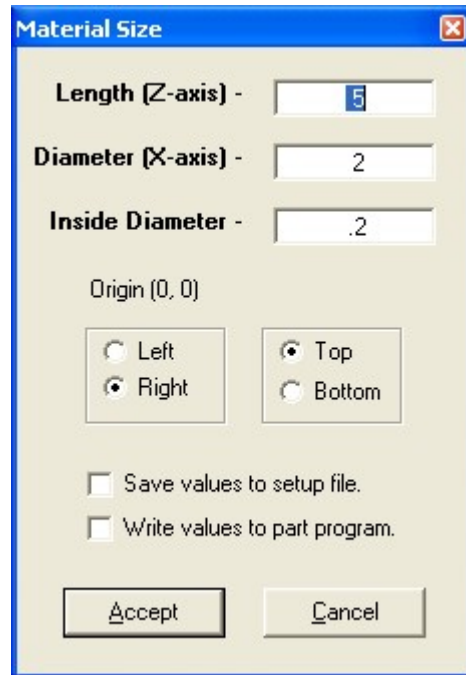 Material Size
Length (Z-axis) - 5
Diameter (X-axis) - 2
Inside Diameter - .2
Origin (0, 0)
Left
Right
Top
Bottom
Save values to setup file.
Write values to part program.
Accept Cancel